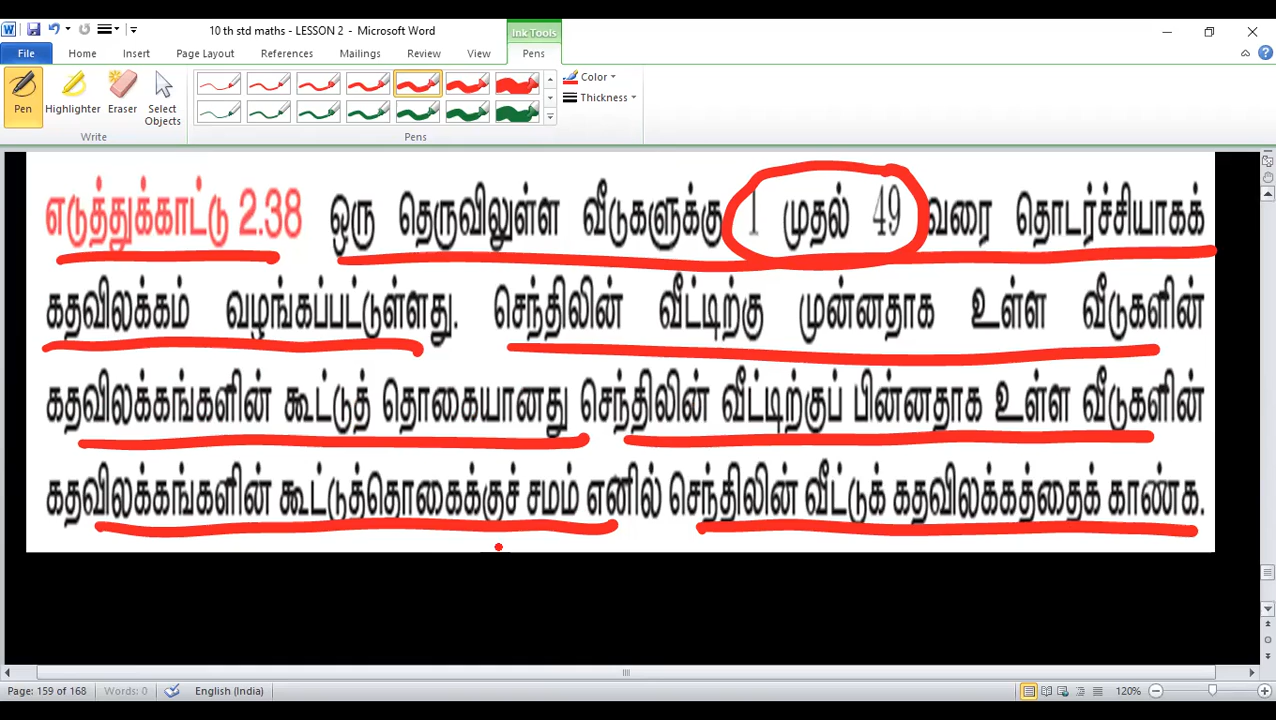 10 th std maths - LESSON 2 - Microsoft Word
Ink Tools
File Home Insert Page Layout References Mailings Review View Pens
Pen Highlighter Eraser Select Objects
Color
Thickness
Write Pens
எடுத்துக்காட்டு 2.38 ஒரு தெருவிலுள்ள வீடுகளுக்கு 1 முதல் 49 வரை தொடர்ச்சியாகக்
கதவிலக்கம் வழங்கப்பட்டுள்ளது. செந்திலின் வீட்டிற்கு முன்னதாக உள்ள வீடுகளின்
கதவிலக்கங்களின் கூட்டுத் தொகையானது செந்திலின் வீட்டிற்குப் பின்னதாக உள்ள வீடுகளின்
கதவிலக்கங்களின் கூட்டுத்தொகைக்குச் சமம் எனில் செந்திலின் வீட்டுக் கதவிலக்கத்தைக் காண்க.
Page: 159 of 168 Words: 0 English (India) 120%